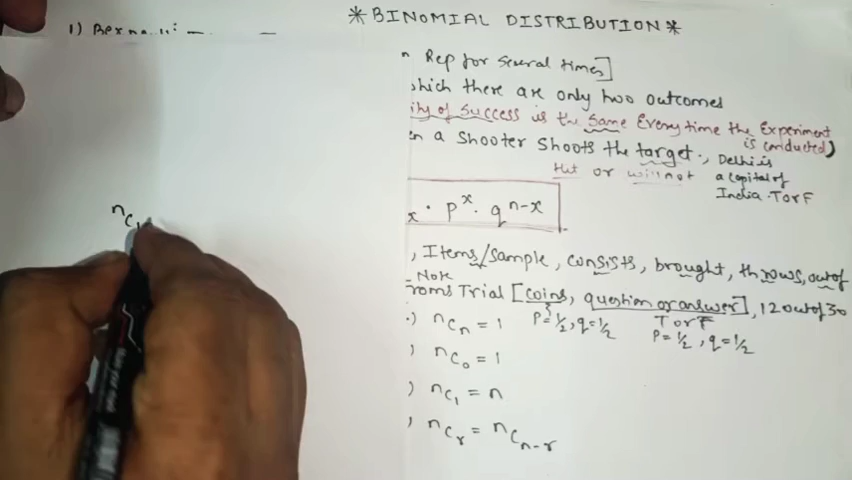 *BINOMIAL DISTRIBUTION*
1)
n Rep for several times]
which there are only two outcomes
ity of success is the same Every time the Experiment
is conducted)
en a shooter shoots the target., Delhi is
Hit or will not a capital of
India. T or F
x . p^x . q^n-x
, Items/sample, consists, brought, throws, out of
- Note
roms Trial [coins, question or answer], 12 out of 30
.) nCn = 1 P=1/2, q=1/2 T or F
P=1/2, q=1/2
) nC0 = 1
) nC1 = n
) nCr = nCn-r
nC1